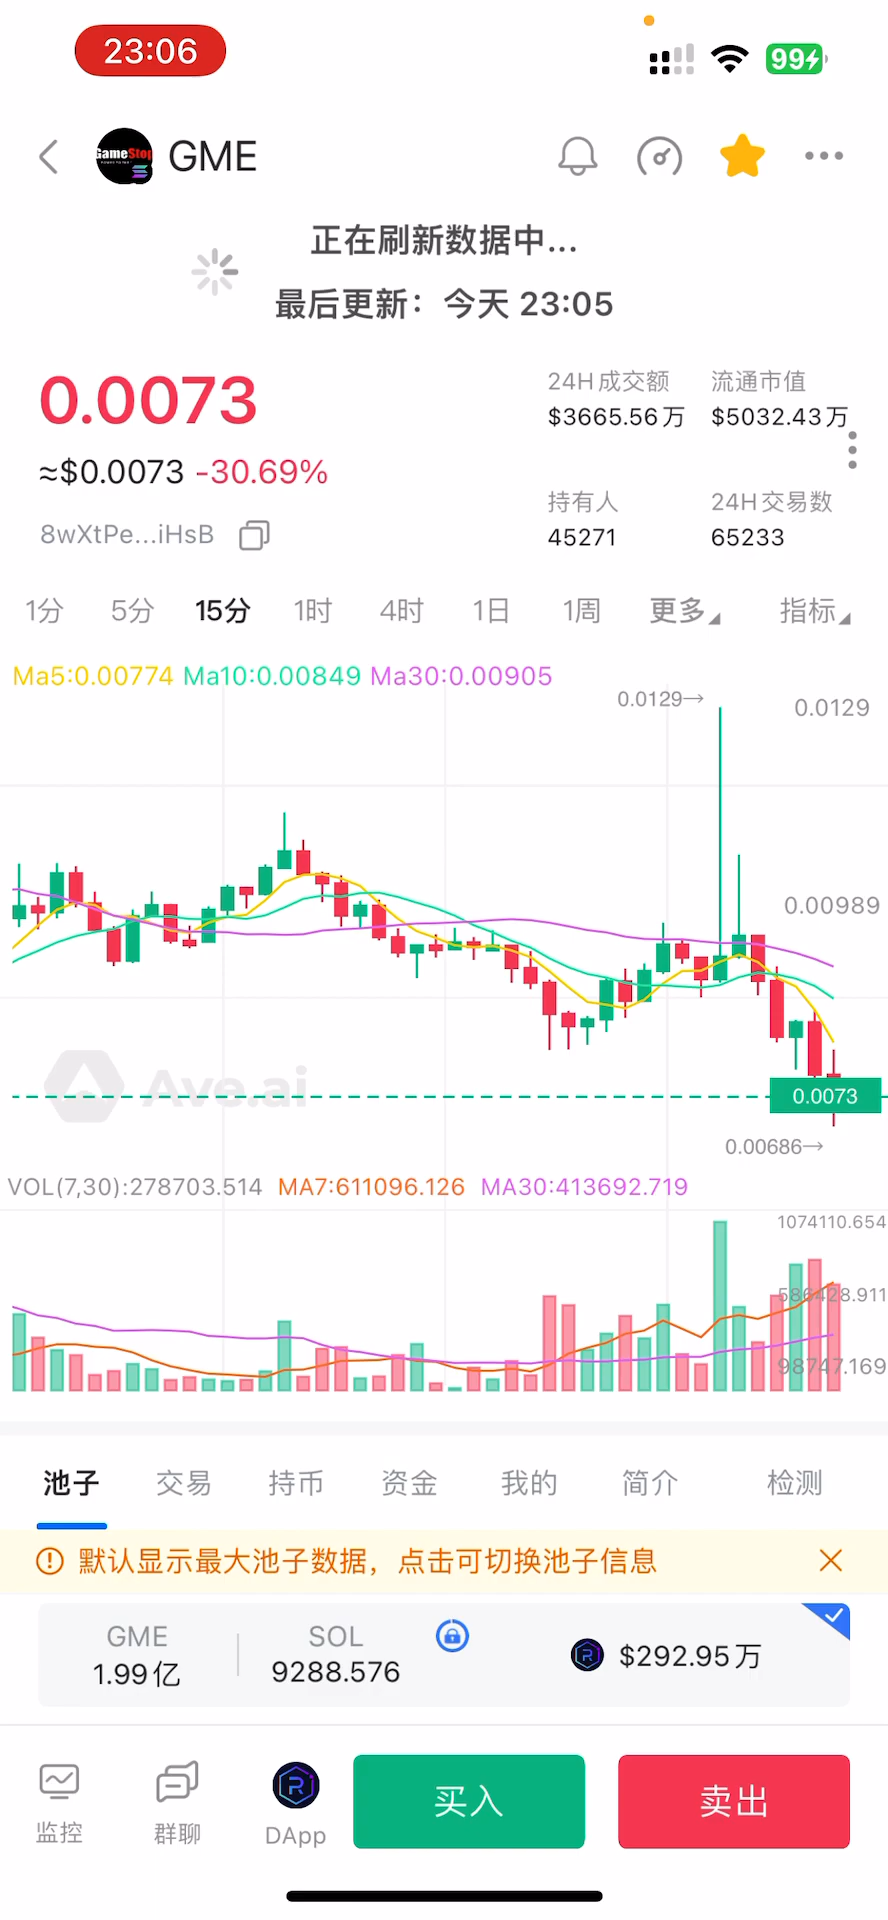 23:06
99
GameStop
GME
正在刷新数据中...
最后更新：今天 23:05
0.0073
≈$0.0073 -30.69%
8wXtPe...iHsB
24H成交额 流通市值
$3665.56万 $5032.43万
持有人 24H交易数
45271 65233
1分 5分 15分 1时 4时 1日 1周 更多 指标
Ma5:0.00774 Ma10:0.00849 Ma30:0.00905
0.0129→
0.0129
0.00989
Ave.ai
0.0073
0.00686→
VOL(7,30):278703.514 MA7:611096.126 MA30:413692.719
1074110.654
586428.911
98747.169
池子 交易 持币 资金 我的 简介 检测
默认显示最大池子数据，点击可切换池子信息
GME SOL
1.99亿 9288.576 $292.95万
监控 群聊 DApp 买入 卖出